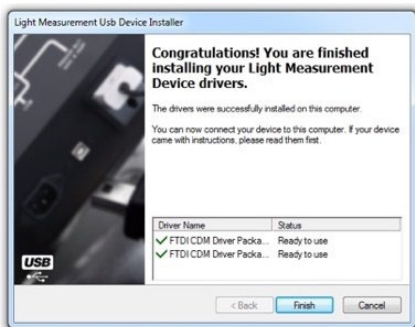 Light Measurement Usb Device Installer
Congratulations! You are finished
installing your Light Measurement
Device drivers.
The drivers were successfully installed on this computer.
You can now connect your device to this computer. If your device
came with instructions, please read them first.
Driver Name Status
FTDI CDM Driver Packa... Ready to use
FTDI CDM Driver Packa... Ready to use
USB
< Back Finish Cancel